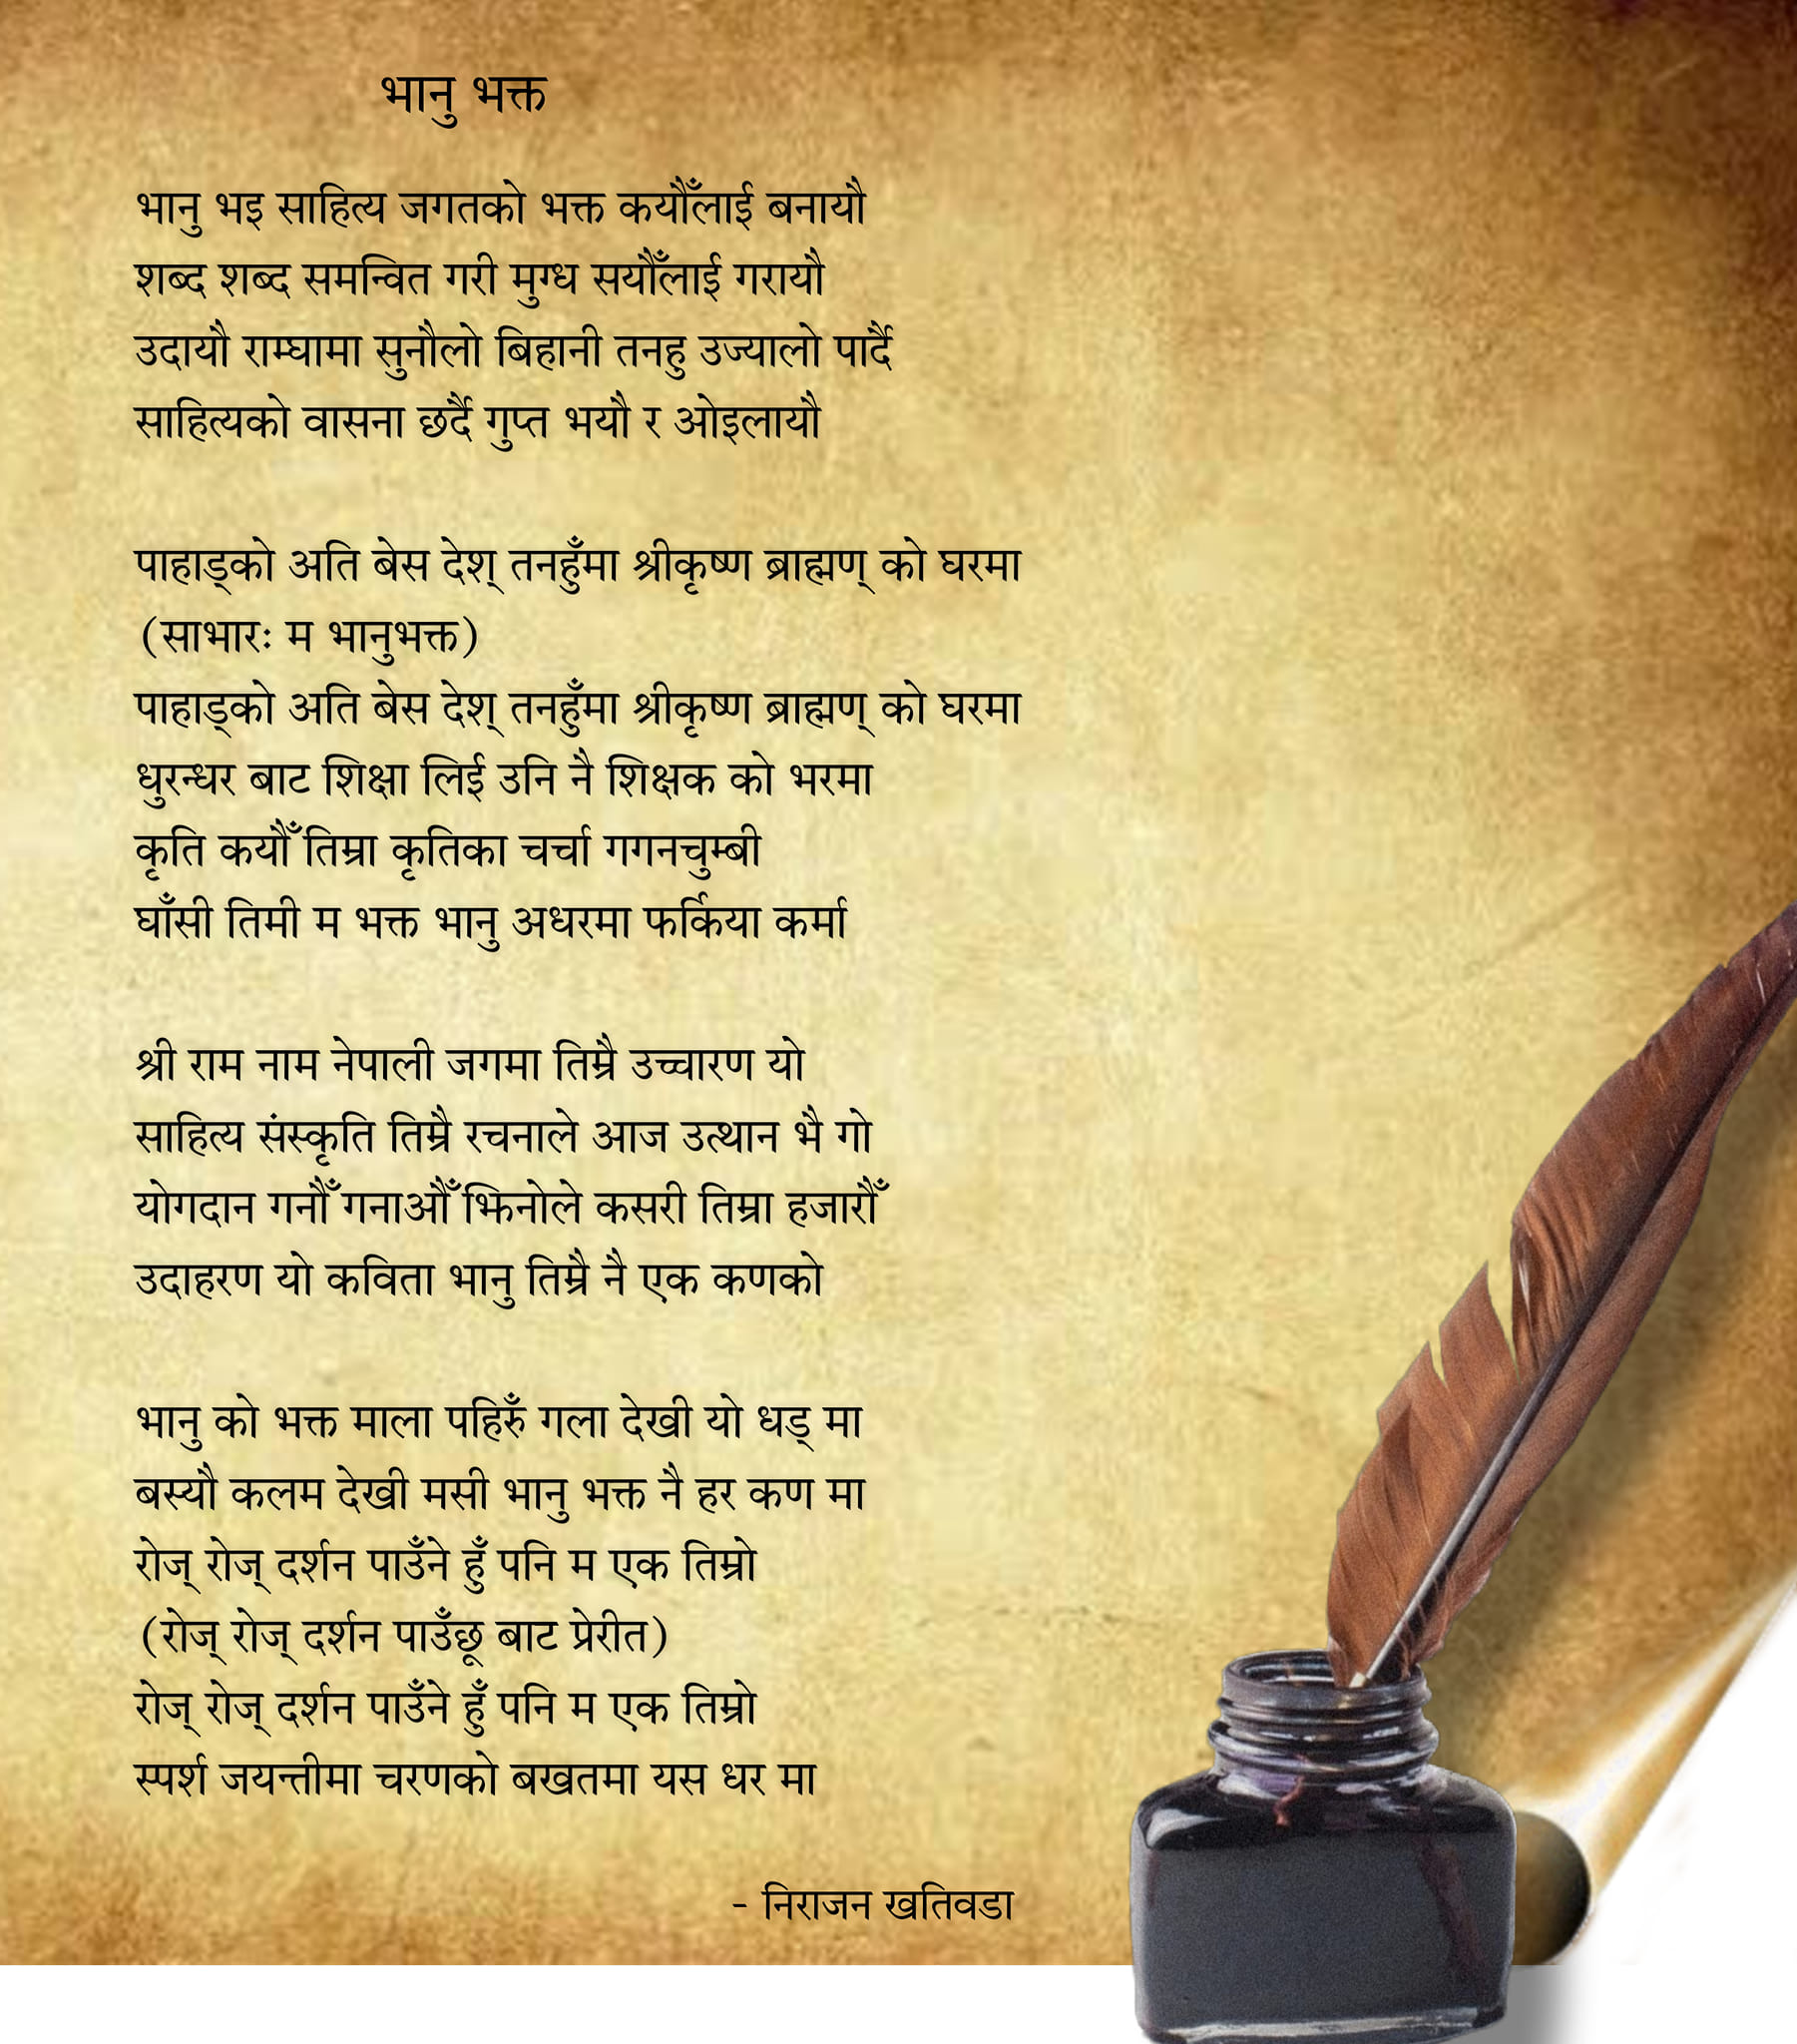 भानु भक्त
भानु भइ साहित्य जगतको भक्त कयौँलाई बनायौ
शब्द शब्द समन्वित गरी मुग्ध सयौँलाई गरायौ
उदायौ राम्घामा सुनौलो बिहानी तनहु उज्यालो पार्दै
साहित्यको वासना छर्दै गुप्त भयौ र ओइलायौ
पाहाड्को अति बेस देश् तनहुँमा श्रीकृष्ण ब्राह्मण् को घरमा
(साभारः म भानुभक्त)
पाहाड्को अति बेस देश् तनहुँमा श्रीकृष्ण ब्राह्मण् को घरमा
धुरन्धर बाट शिक्षा लिई उनि नै शिक्षक को भरमा
कृति कयौँ तिम्रा कृतिका चर्चा गगनचुम्बी
घाँसी तिमी म भक्त भानु अधरमा फर्किया कर्मा
श्री राम नाम नेपाली जगमा तिम्रै उच्चारण यो
साहित्य संस्कृति तिम्रै रचनाले आज उत्थान भै गो
योगदान गनौँ गनाऔँ झिनोले कसरी तिम्रा हजारौँ
उदाहरण यो कविता भानु तिम्रै नै एक कणको
भानु को भक्त माला पहिरुँ गला देखी यो धड् मा
बस्यौ कलम देखी मसी भानु भक्त नै हर कण मा
रोज् रोज् दर्शन पाउँने हुँ पनि म एक तिम्रो
(रोज् रोज् दर्शन पाउँछू बाट प्रेरीत)
रोज् रोज् दर्शन पाउँने हुँ पनि म एक तिम्रो
स्पर्श जयन्तीमा चरणको बखतमा यस धर मा
- निराजन खतिवडा